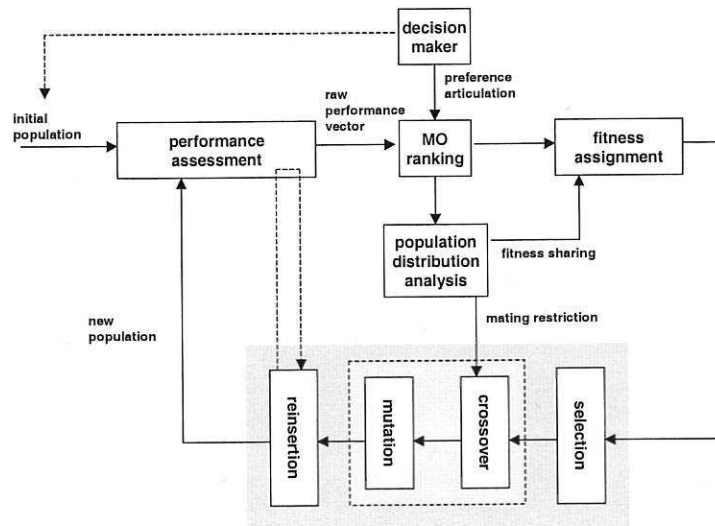 decision
maker
preference
articulation
raw
performance
vector
initial
population
performance
assessment
MO
ranking
fitness
assignment
population
distribution
analysis
fitness sharing
mating restriction
new
population
reinsertion
mutation
crossover
selection